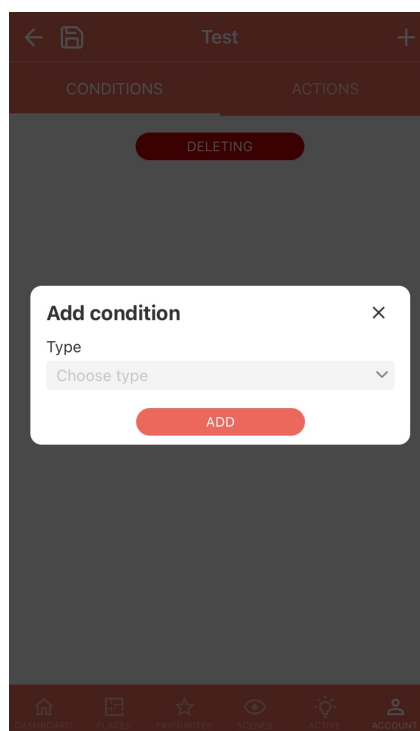 Test
CONDITIONS ACTIONS
DELETING
Add condition
Type
Choose type
ADD
DASHBOARD PLACES FAVOURITES SCENES ACTIVE ACCOUNT